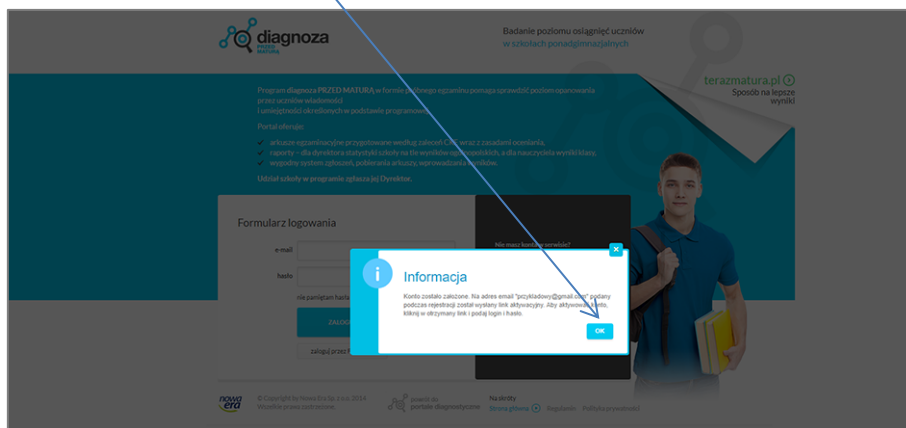 diagnoza
PRZED
MATURĄ
Badanie poziomu osiągnięć uczniów
w szkołach ponadgimnazjalnych
terazmatura.pl
Sposób na lepsze
wyniki
Program diagnoza PRZED MATURĄ w formie próbnego egzaminu pomaga sprawdzić poziom opanowania
przez uczniów wiadomości
i umiejętności określonych w podstawie programowej.
Portal oferuje:
arkusze egzaminacyjne przygotowane według zaleceń CKE wraz z zasadami oceniania,
raporty – dla dyrektora statystyki szkoły na tle wyników ogólnopolskich, a dla nauczyciela wyniki klasy,
wygodny system zgłoszeń, pobierania arkuszy, wprowadzania wyników.
Udział szkoły w programie zgłasza jej Dyrektor.
Formularz logowania
e-mail
hasło
nie pamiętam hasła
zaloguj przez
Nie masz konta w serwisie?
Informacja
Konto zostało założone. Na adres email "przykladowy@gmail.com" podany
podczas rejestracji został wysłany link aktywacyjny. Aby aktywować konto,
kliknij w otrzymany link i podaj login i hasło.
OK
nowa
era
© Copyright by Nowa Era Sp. z o.o. 2014
Wszelkie prawa zastrzeżone.
powrót do
portalu diagnostycznego
Na skróty
Strona główna Regulamin Polityka prywatności